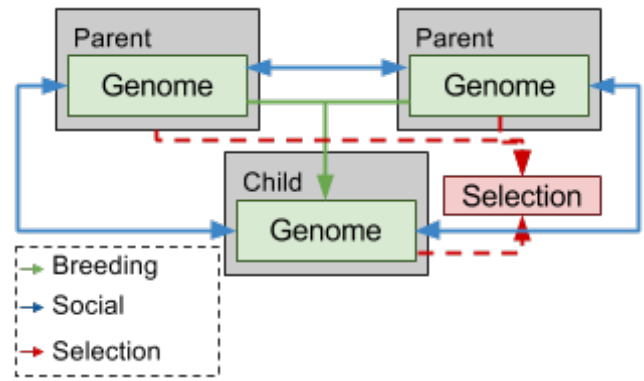 Parent
Genome
Parent
Genome
Child
Genome
Selection
Breeding
Social
Selection